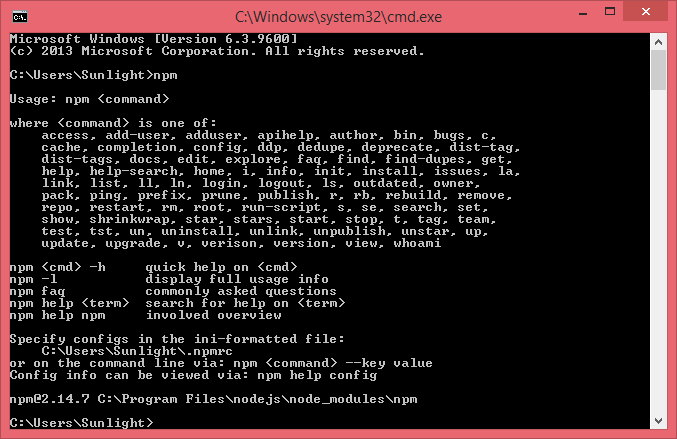 C:\Windows\system32\cmd.exe
Microsoft Windows [Version 6.3.9600]
(c) 2013 Microsoft Corporation. All rights reserved.
C:\Users\Sunlight>npm
Usage: npm <command>
where <command> is one of:
access, add-user, adduser, apihelp, author, bin, bugs, c,
cache, completion, config, ddp, dedupe, deprecate, dist-tag,
dist-tags, docs, edit, explore, faq, find, find-dupes, get,
help, help-search, home, i, info, init, install, issues, la,
link, list, ll, ln, login, logout, ls, outdated, owner,
pack, ping, prefix, prune, publish, r, rb, rebuild, remove,
repo, restart, rm, root, run-script, s, se, search, set,
show, shrinkwrap, star, stars, start, stop, t, tag, team,
test, tst, un, uninstall, unlink, unpublish, unstar, up,
update, upgrade, v, verison, version, view, whoami
npm <cmd> -h     quick help on <cmd>
npm -l           display full usage info
npm faq          commonly asked questions
npm help <term>  search for help on <term>
npm help npm     involved overview
Specify configs in the ini-formatted file:
C:\Users\Sunlight\.npmrc
or on the command line via: npm <command> --key value
Config info can be viewed via: npm help config
npm@2.14.7 C:\Program Files\nodejs\node_modules\npm
C:\Users\Sunlight>